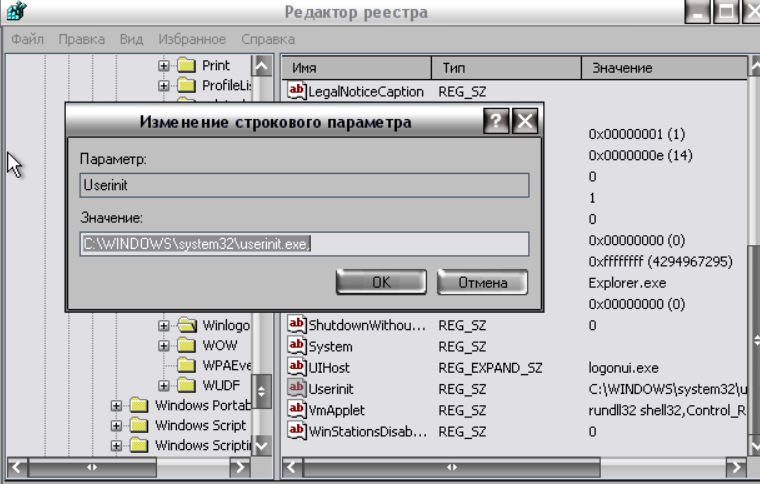 Редактор реестра
Файл Правка Вид Избранное Справка
Print
ProfileLi
Имя Тип Значение
LegalNoticeCaption REG_SZ
Изменение строкового параметра
Параметр:
Userinit
Значение:
C:\WINDOWS\system32\userinit.exe,
OK Отмена
0x00000001 (1)
0x0000000e (14)
0
1
0
0x00000000 (0)
0xffffffff (4294967295)
Explorer.exe
0x00000000 (0)
Winlogo
WOW
WPAEve
WUDF
Windows Portab
Windows Script
Windows Scriptin
ShutdownWithou... REG_SZ 0
System REG_SZ
UIHost REG_EXPAND_SZ logonui.exe
Userinit REG_SZ C:\WINDOWS\system32\u
VmApplet REG_SZ rundll32 shell32,Control_R
WinStationsDisab... REG_SZ 0